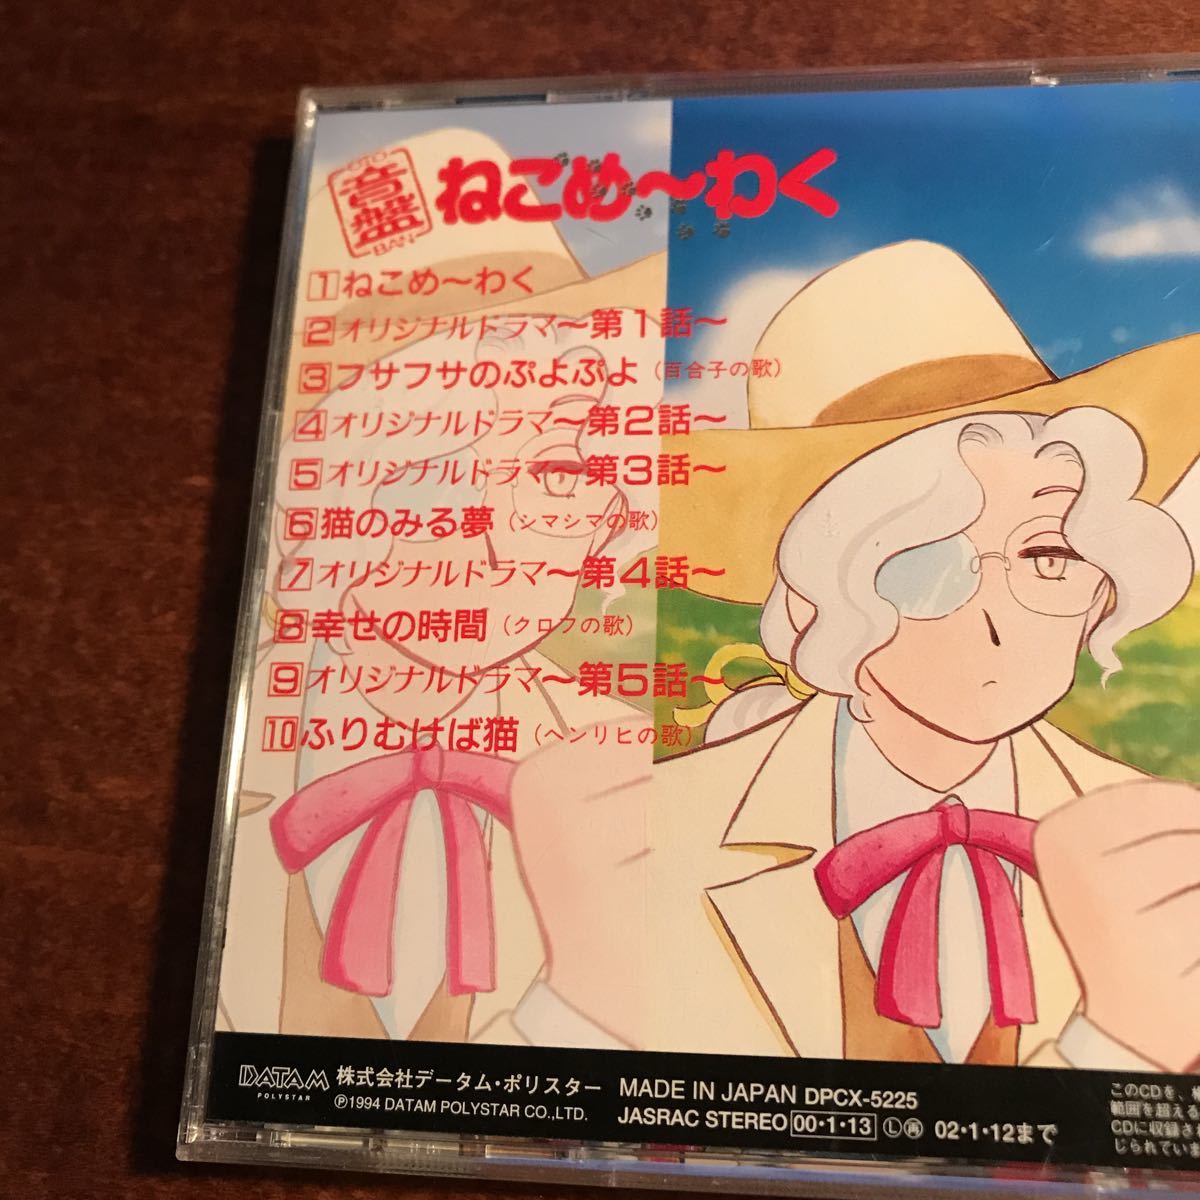 OTO
音盤
BAN
ねこめ〜わく
1 ねこめ〜わく
2 オリジナルドラマ〜第1話〜
3 フサフサのぷよぷよ(百合子の歌)
4 オリジナルドラマ〜第2話〜
5 オリジナルドラマ〜第3話〜
6 猫のみる夢(シマシマの歌)
7 オリジナルドラマ〜第4話〜
8 幸せの時間(クロフの歌)
9 オリジナルドラマ〜第5話〜
10 ふりむけば猫(ヘンリヒの歌)
DATAM
POLYSTAR
株式会社データム・ポリスター
℗1994 DATAM POLYSTAR CO.,LTD.
MADE IN JAPAN DPCX-5225
JASRAC STEREO 00・1・13 Ⓛ㊞ 02・1・12まで
このCDを、
範囲を超える
CDに収録され
じられていま